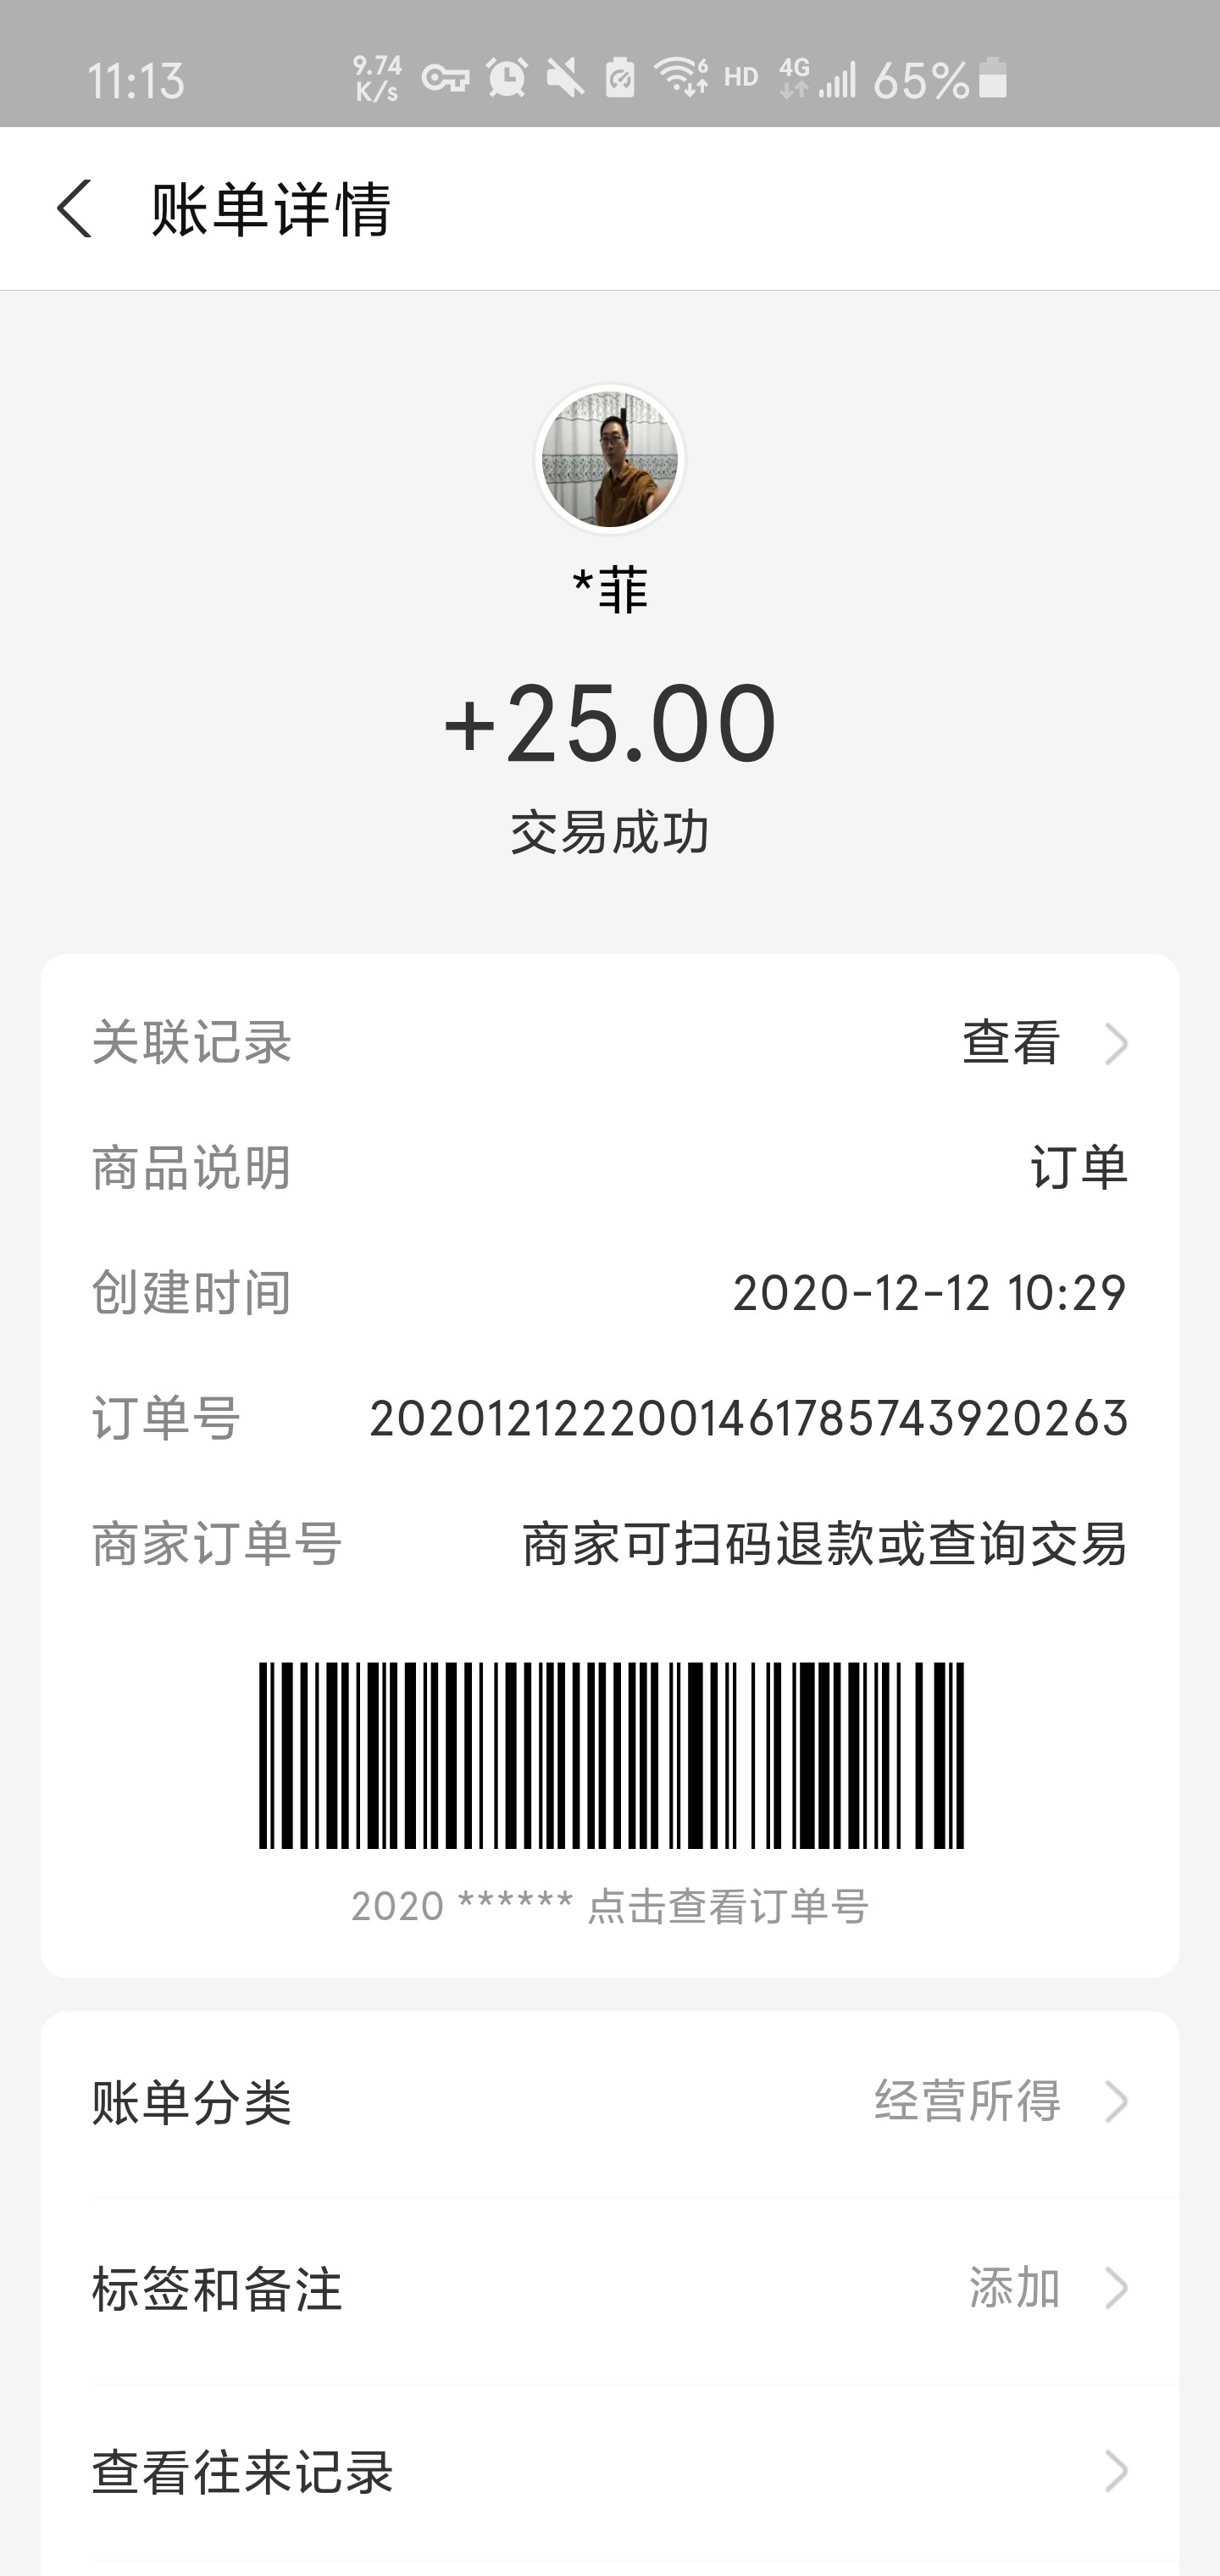 11:13 9.74 K/s 6 HD 4G 65%
账单详情
*菲
+25.00
交易成功
关联记录 查看
商品说明 订单
创建时间 2020-12-12 10:29
订单号 2020121222001461785743920263
商家订单号 商家可扫码退款或查询交易
2020 ****** 点击查看订单号
账单分类 经营所得
标签和备注 添加
查看往来记录